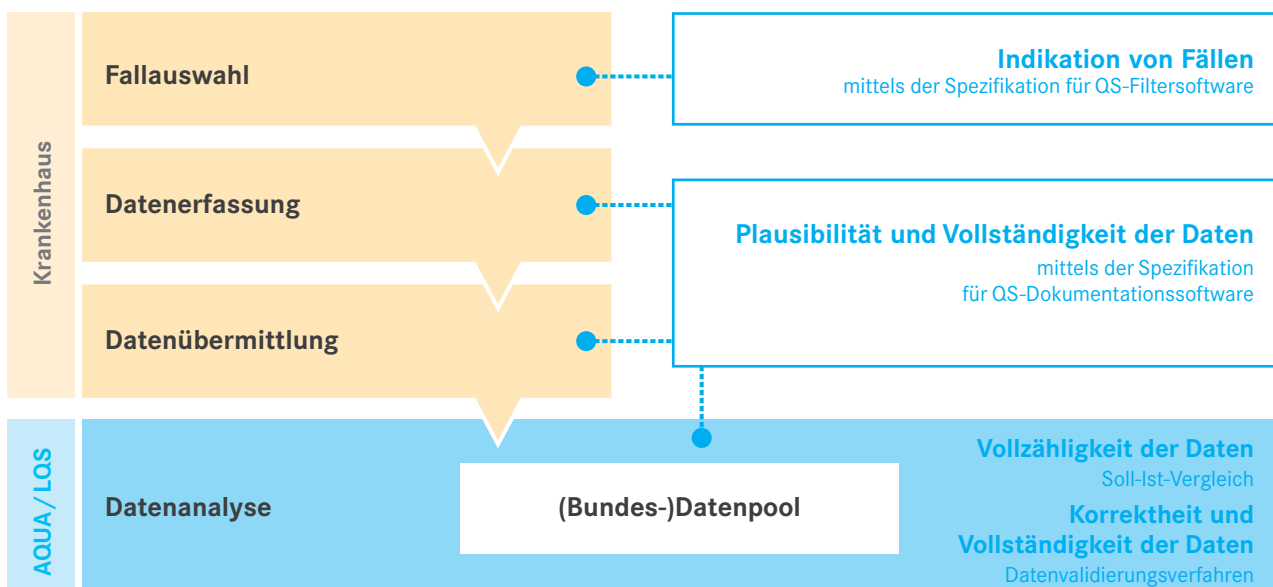 Krankenhaus
Fallauswahl
Indikation von Fällen
mittels der Spezifikation für QS-Filtersoftware
Datenerfassung
Plausibilität und Vollständigkeit der Daten
mittels der Spezifikation
für QS-Dokumentationssoftware
Datenübermittlung
AQUA / LQS
Datenanalyse
(Bundes-)Datenpool
Vollzähligkeit der Daten
Soll-Ist-Vergleich
Korrektheit und
Vollständigkeit der Daten
Datenvalidierungsverfahren